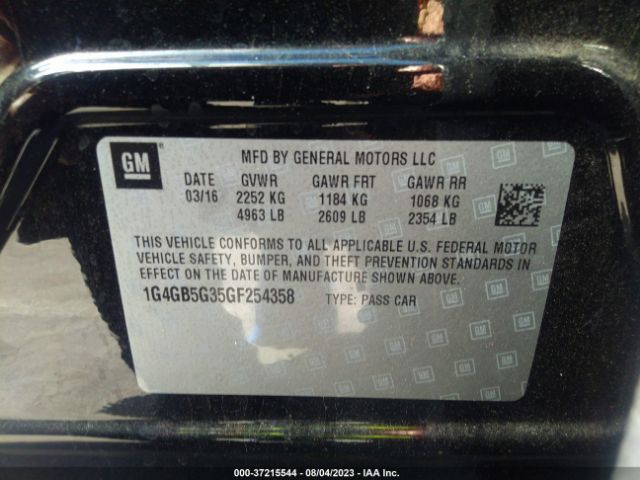 GM
MFD BY GENERAL MOTORS LLC
DATE GVWR GAWR FRT GAWR RR
03/16 2252 KG 1184 KG 1068 KG
4963 LB 2609 LB 2354 LB
THIS VEHICLE CONFORMS TO ALL APPLICABLE U.S. FEDERAL MOTOR
VEHICLE SAFETY, BUMPER, AND THEFT PREVENTION STANDARDS IN
EFFECT ON THE DATE OF MANUFACTURE SHOWN ABOVE.
1G4GB5G35GF254358 TYPE: PASS CAR
000-37215544 - 08/04/2023 - IAA Inc.